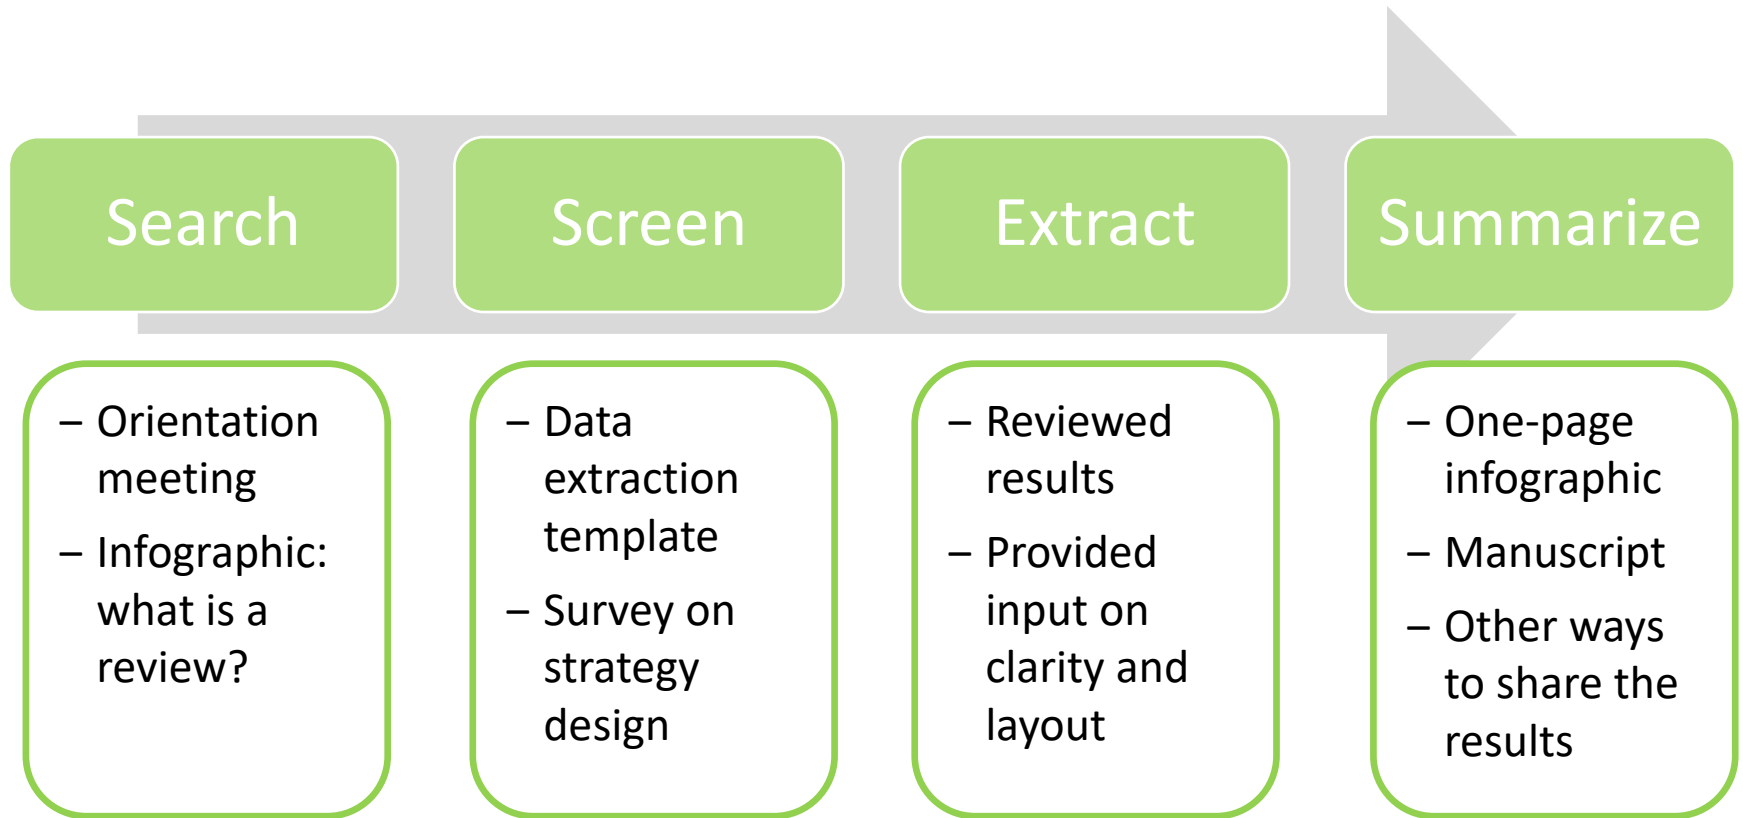 Search
Screen
Extract
Summarize
– Orientation
meeting
– Infographic:
what is a
review?
– Data
extraction
template
– Survey on
strategy
design
– Reviewed
results
– Provided
input on
clarity and
layout
– One-page
infographic
– Manuscript
– Other ways
to share the
results